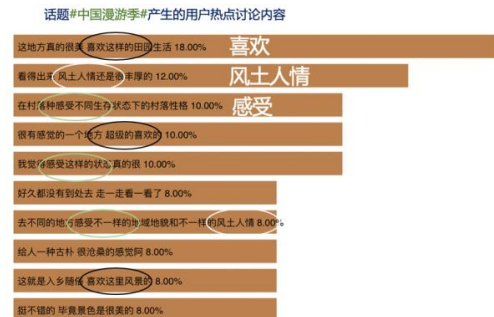 话题#中国漫游季#产生的用户热点讨论内容
这地方真的很美 喜欢这样的田园生活 18.00% 喜欢
看得出来 风土人情还是很丰厚的 12.00% 风土人情
在村落种感受不同生存状态下的村落性格 10.00% 感受
很有感觉的一个地方 超级的喜欢的 10.00%
我觉得感受这样的状态真的很 10.00%
好久都没有到处去 走一走看一看了 8.00%
去不同的地方感受不一样的地域地貌和不一样的风土人情 8.00%
给人一种古朴 很沧桑的感觉阿 8.00%
这就是入乡随俗 喜欢这里风景的 8.00%
挺不错的 毕竟景色是很美的 8.00%